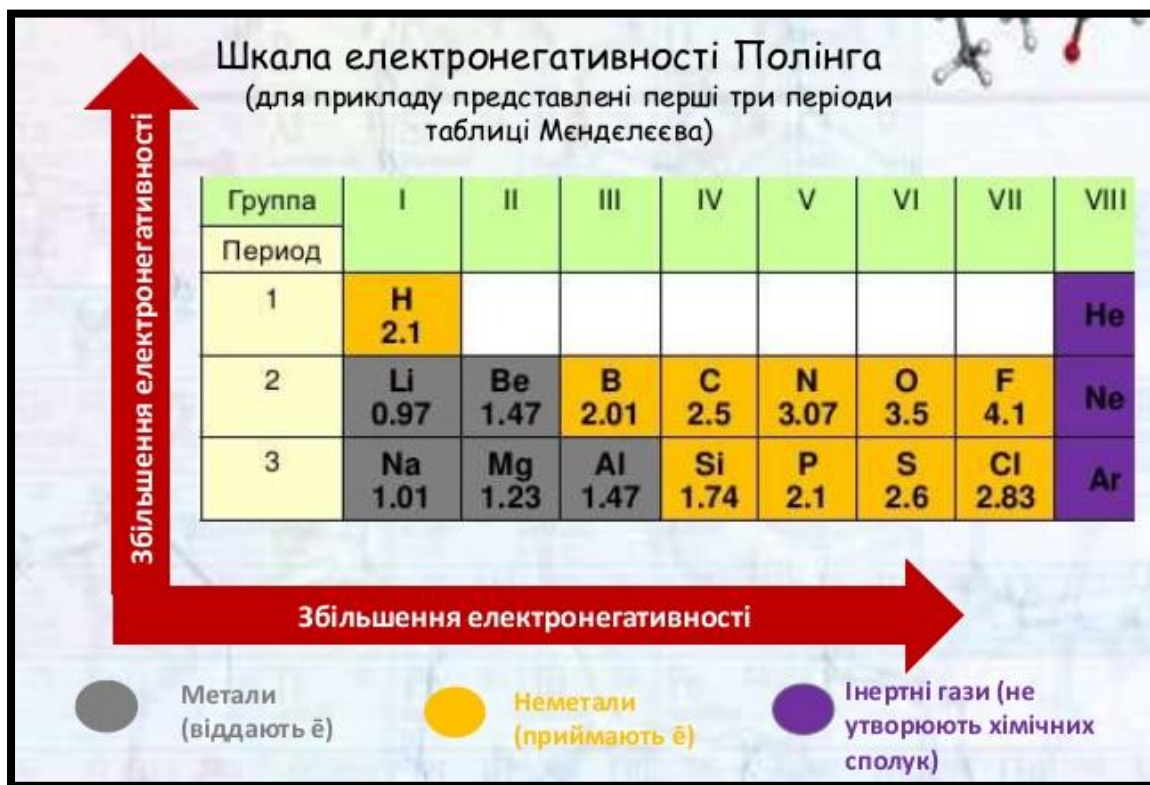 Шкала електронегативності Полінга
(для прикладу представлені перші три періоди
таблиці Мєндєлєєва)
Збільшення електронегативності
Группа I II III IV V VI VII VIII
Период
1 H He
2.1
2 Li Be B C N O F Ne
0.97 1.47 2.01 2.5 3.07 3.5 4.1
3 Na Mg Al Si P S Cl Ar
1.01 1.23 1.47 1.74 2.1 2.6 2.83
Збільшення електронегативності
Метали
(віддають ē)
Неметали
(приймають ē)
Інертні гази (не
утворюють хімічних
сполук)